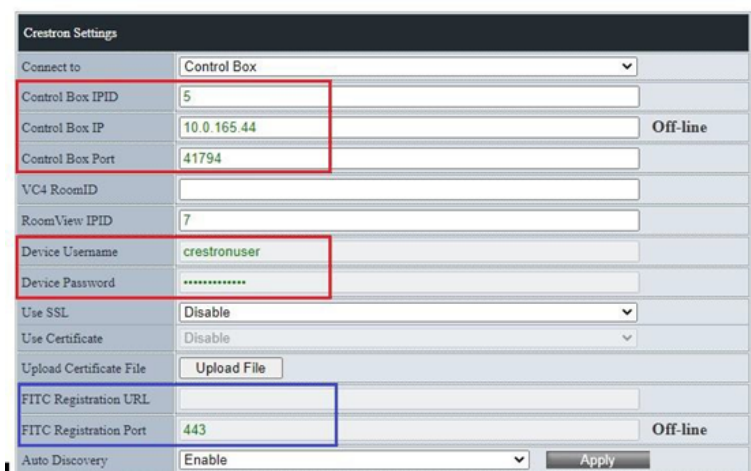 Crestron Settings
Connect to Control Box
Control Box IPID 5
Control Box IP 10.0.165.44 Off-line
Control Box Port 41794
VC4 RoomID
RoomView IPID 7
Device Username crestronuser
Device Password •••••••••••••
Use SSL Disable
Use Certificate Disable
Upload Certificate File Upload File
FITC Registration URL
FITC Registration Port 443 Off-line
Auto Discovery Enable Apply